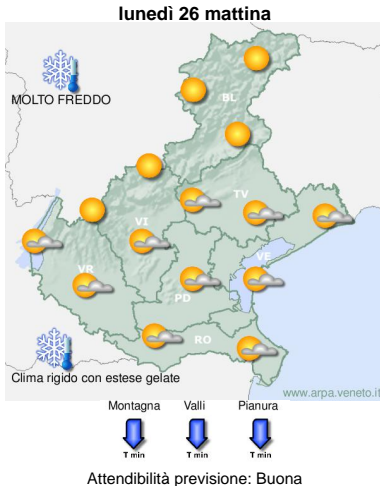 lunedì 26 mattina
MOLTO FREDDO
BL
TV
VI
VE
VR
PD
RO
Clima rigido con estese gelate
www.arpa.veneto.it
Montagna Valli Pianura
T min T min T min
Attendibilità previsione: Buona